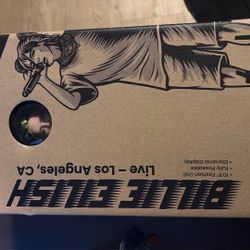 BILLIE EILISH
Live – Los Angeles, CA
• 10.5" Fashion Doll
• Fully Poseable
• Diorama Display